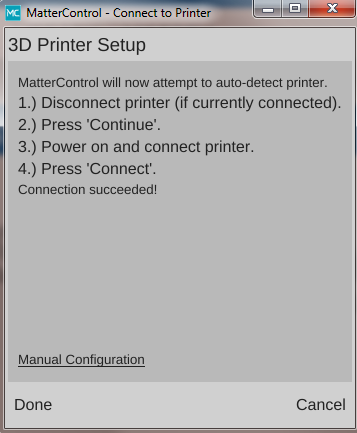 MC MatterControl - Connect to Printer
3D Printer Setup
MatterControl will now attempt to auto-detect printer.
1.) Disconnect printer (if currently connected).
2.) Press 'Continue'.
3.) Power on and connect printer.
4.) Press 'Connect'.
Connection succeeded!
Manual Configuration
Done Cancel